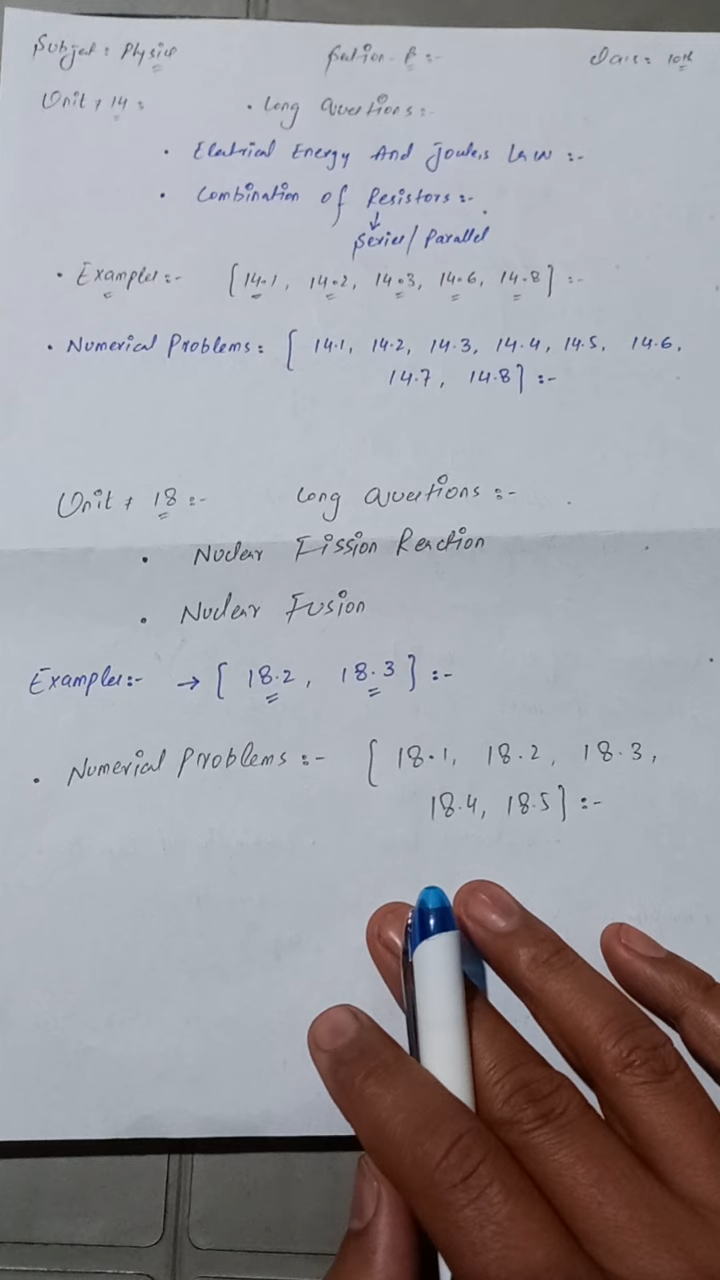 Subject: Physics Section-B :- Class: 10th
Unit + 14 : • Long Questions:-
• Electrical Energy And Joule,s Law :-
• Combination of Resistors:-
↓
Series/Parallel
• Examples:- [14.1, 14.2, 14.3, 14.6, 14.8] :-
• Numerical Problems: [ 14.1, 14.2, 14.3, 14.4, 14.5, 14.6,
14.7, 14.8] :-
Unit + 18 :- Long Questions :-
• Nuclear Fission Reaction
• Nuclear Fusion
Examples:- → [ 18.2, 18.3 ] :-
• Numerical Problems :- [ 18.1, 18.2, 18.3,
18.4, 18.5] :-